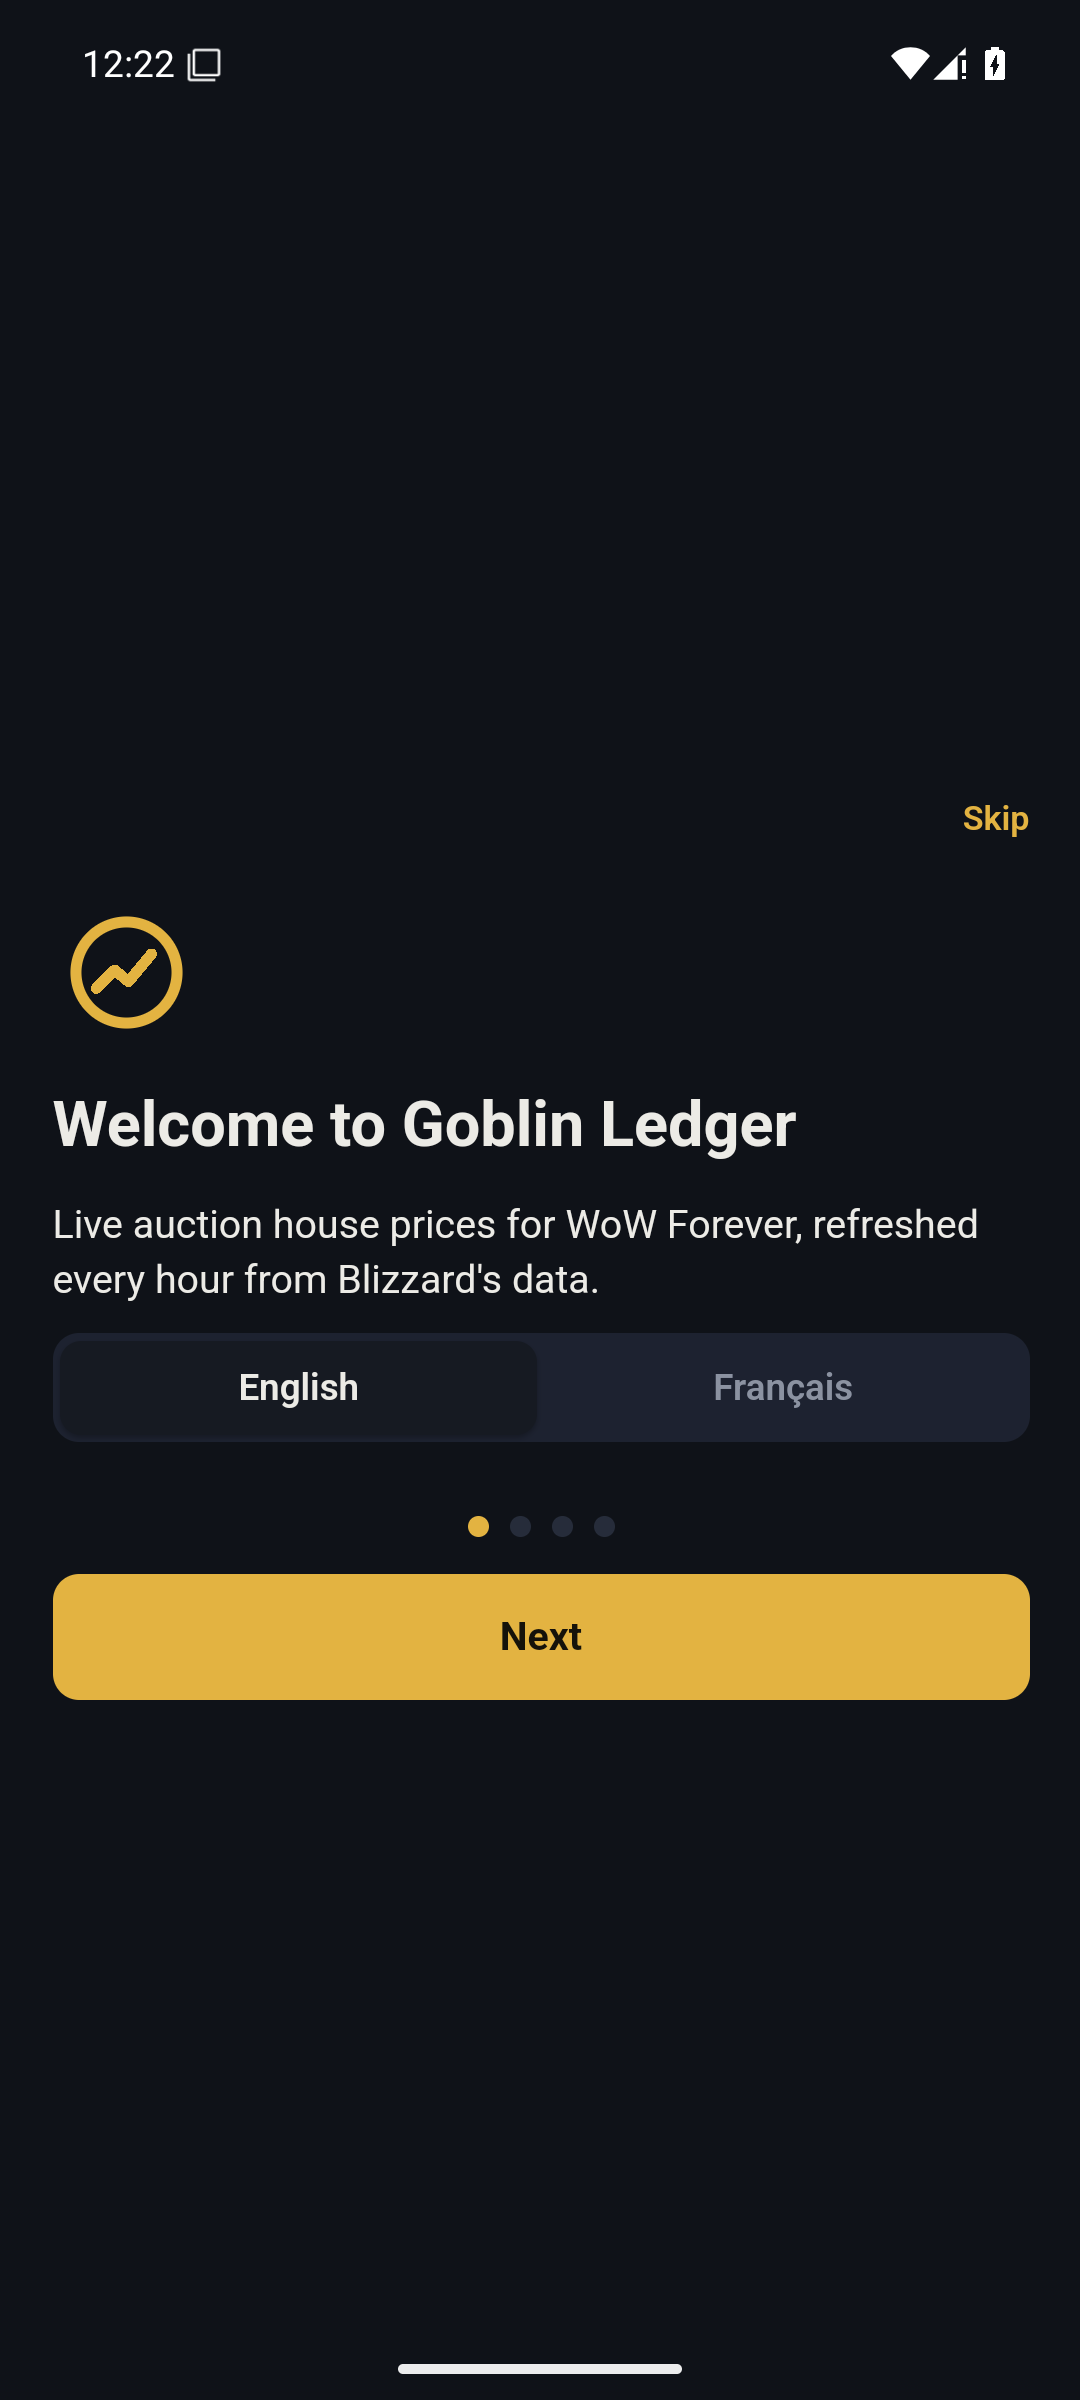 12:22
Skip
Welcome to Goblin Ledger
Live auction house prices for WoW Forever, refreshed
every hour from Blizzard's data.
English
Français
Next